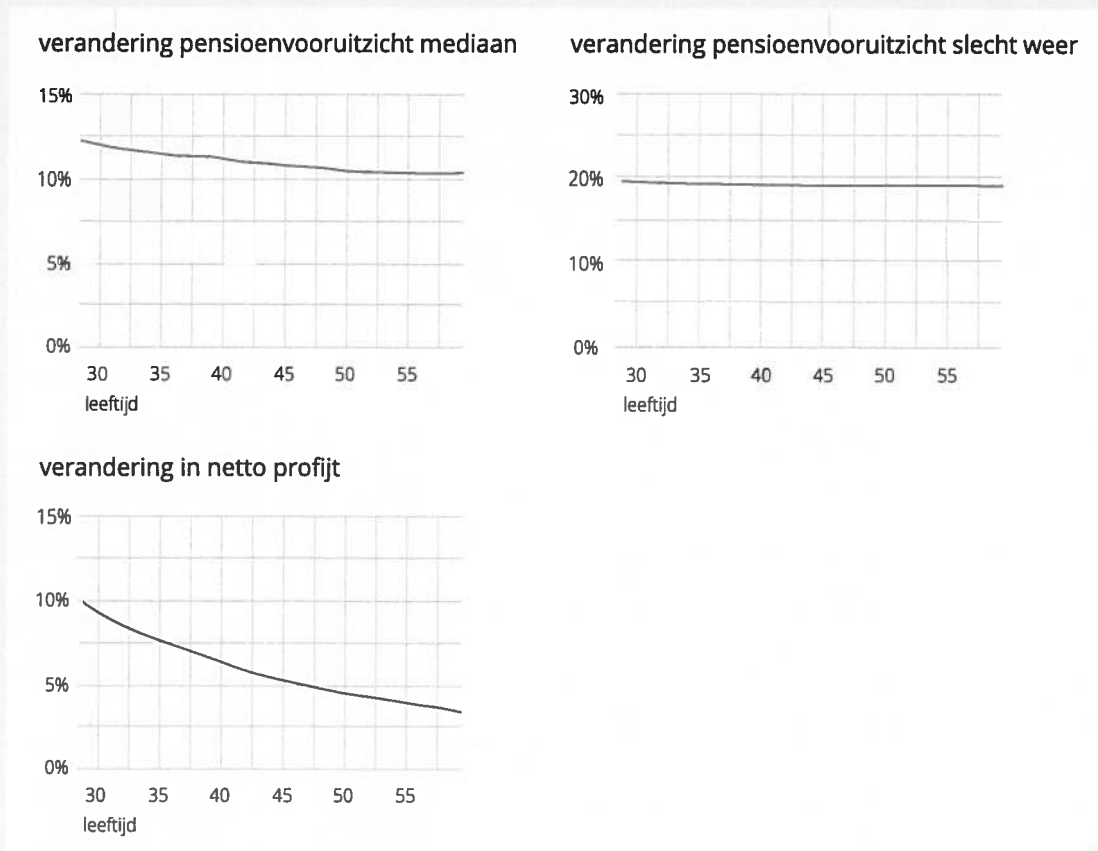 verandering pensioenvooruitzicht mediaan
15%
10%
5%
0%
30 35 40 45 50 55
leeftijd
verandering pensioenvooruitzicht slecht weer
30%
20%
10%
0%
30 35 40 45 50 55
leeftijd
verandering in netto profijt
15%
10%
5%
0%
30 35 40 45 50 55
leeftijd